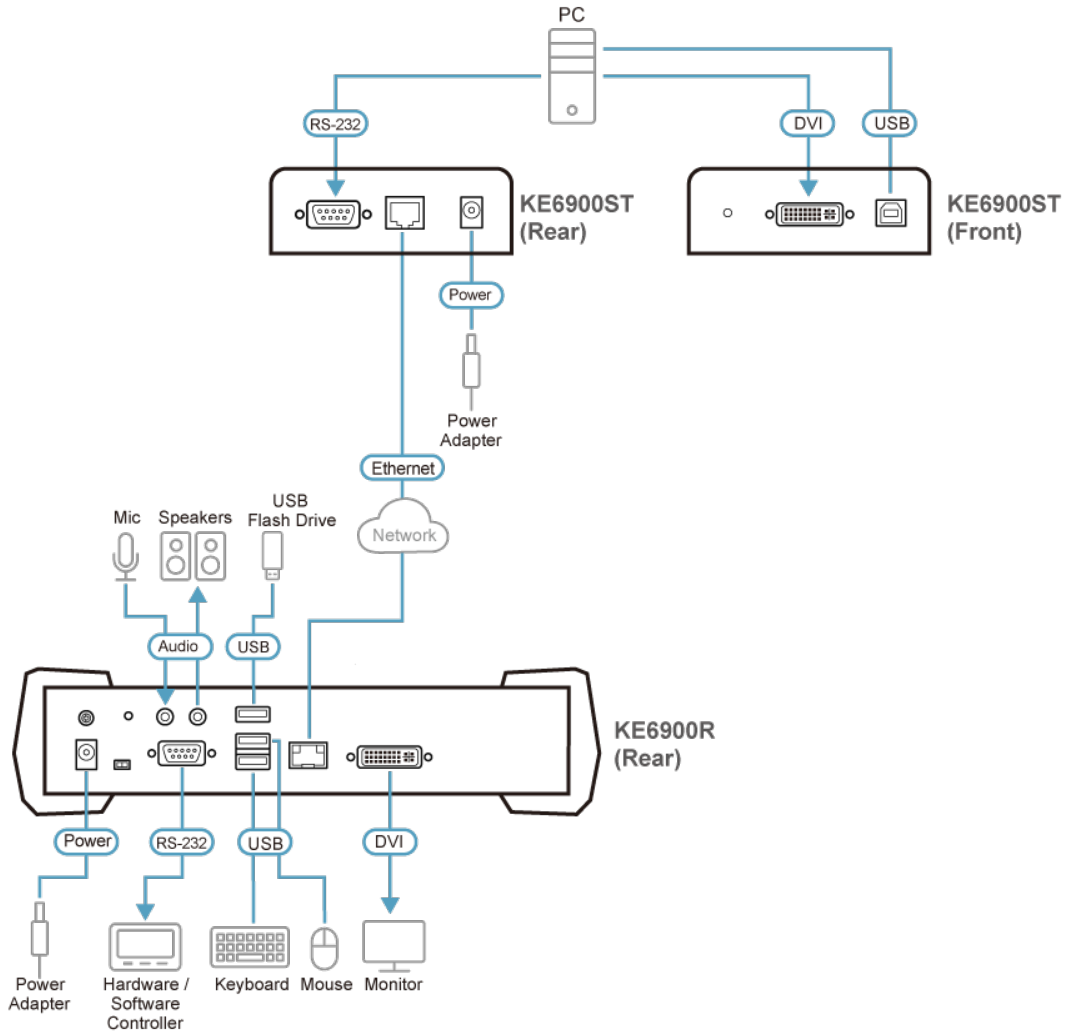 PC
RS-232
DVI
USB
KE6900ST
(Rear)
KE6900ST
(Front)
Power
Power
Adapter
Ethernet
Network
Mic
Speakers
USB
Flash Drive
Audio
USB
KE6900R
(Rear)
Power
RS-232
USB
DVI
Power
Adapter
Hardware /
Software
Controller
Keyboard
Mouse
Monitor